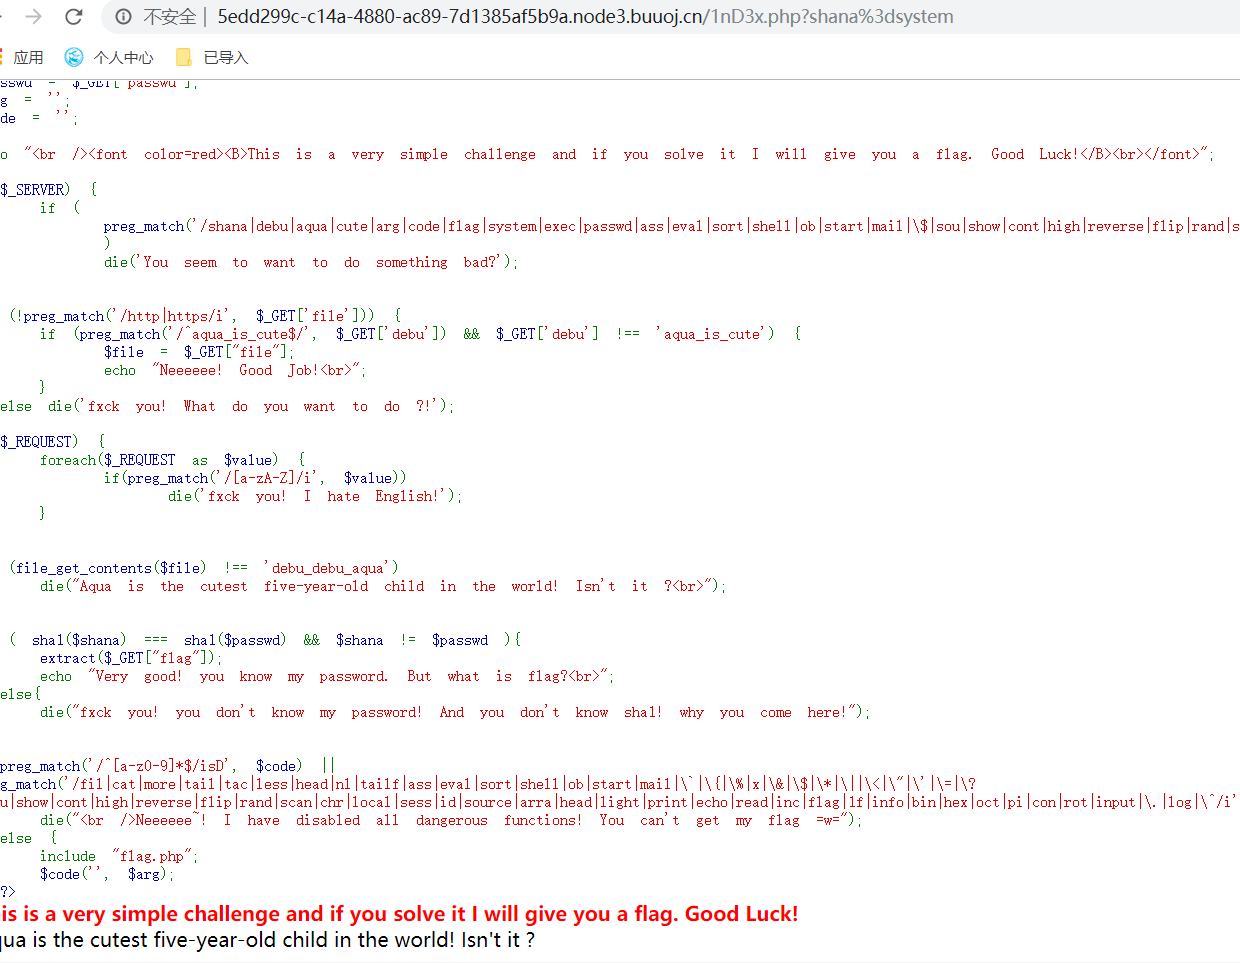 不安全 | 5edd299c-c14a-4880-ac89-7d1385af5b9a.node3.buuoj.cn/1nD3x.php?shana%3dsystem
应用 个人中心 已导入
sswd = $_GET['passwd'];
g = '';
de = '';
o "<br /><font color=red><B>This is a very simple challenge and if you solve it I will give you a flag. Good Luck!</B><br></font>";
$_SERVER) {
if (
preg_match('/shana|debu|aqua|cute|arg|code|flag|system|exec|passwd|ass|eval|sort|shell|ob|start|mail|\$|sou|show|cont|high|reverse|flip|rand|s
)
die('You seem to want to do something bad?');
(!preg_match('/http|https/i', $_GET['file'])) {
if (preg_match('/^aqua_is_cute$/', $_GET['debu']) && $_GET['debu'] !== 'aqua_is_cute') {
$file = $_GET["file"];
echo "Neeeeee! Good Job!<br>";
}
else die('fxck you! What do you want to do ?!');
$_REQUEST) {
foreach($_REQUEST as $value) {
if(preg_match('/[a-zA-Z]/i', $value))
die('fxck you! I hate English!');
}
(file_get_contents($file) !== 'debu_debu_aqua')
die("Aqua is the cutest five-year-old child in the world! Isn't it ?<br>");
( sha1($shana) === sha1($passwd) && $shana != $passwd ){
extract($_GET["flag"]);
echo "Very good! you know my password. But what is flag?<br>";
else{
die("fxck you! you don't know my password! And you don't know sha1! why you come here!");
preg_match('/^[a-z0-9]*$/isD', $code) ||
g_match('/fil|cat|more|tail|tac|less|head|nl|tailf|ass|eval|sort|shell|ob|start|mail|\`|\{|\%|x|\&|\$|\*|\||\<|\"|\'|\=|\?
u|show|cont|high|reverse|flip|rand|scan|chr|local|sess|id|source|arra|head|light|print|echo|read|inc|flag|1f|info|bin|hex|oct|pi|con|rot|input|\.|log|\^/i'
die("<br />Neeeeee~! I have disabled all dangerous functions! You can't get my flag =w=");
else {
include "flag.php";
$code('', $arg);
?>
is is a very simple challenge and if you solve it I will give you a flag. Good Luck!
qua is the cutest five-year-old child in the world! Isn't it ?